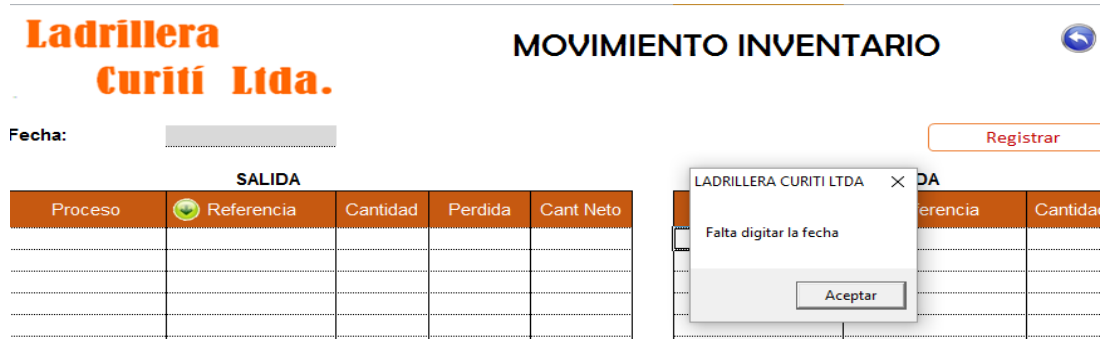 Ladrillera
Curití Ltda.
MOVIMIENTO INVENTARIO
Fecha:
Registrar
SALIDA
DA
Proceso Referencia Cantidad Perdida Cant Neto
erencia Cantidad
LADRILLERA CURITI LTDA
Falta digitar la fecha
Aceptar